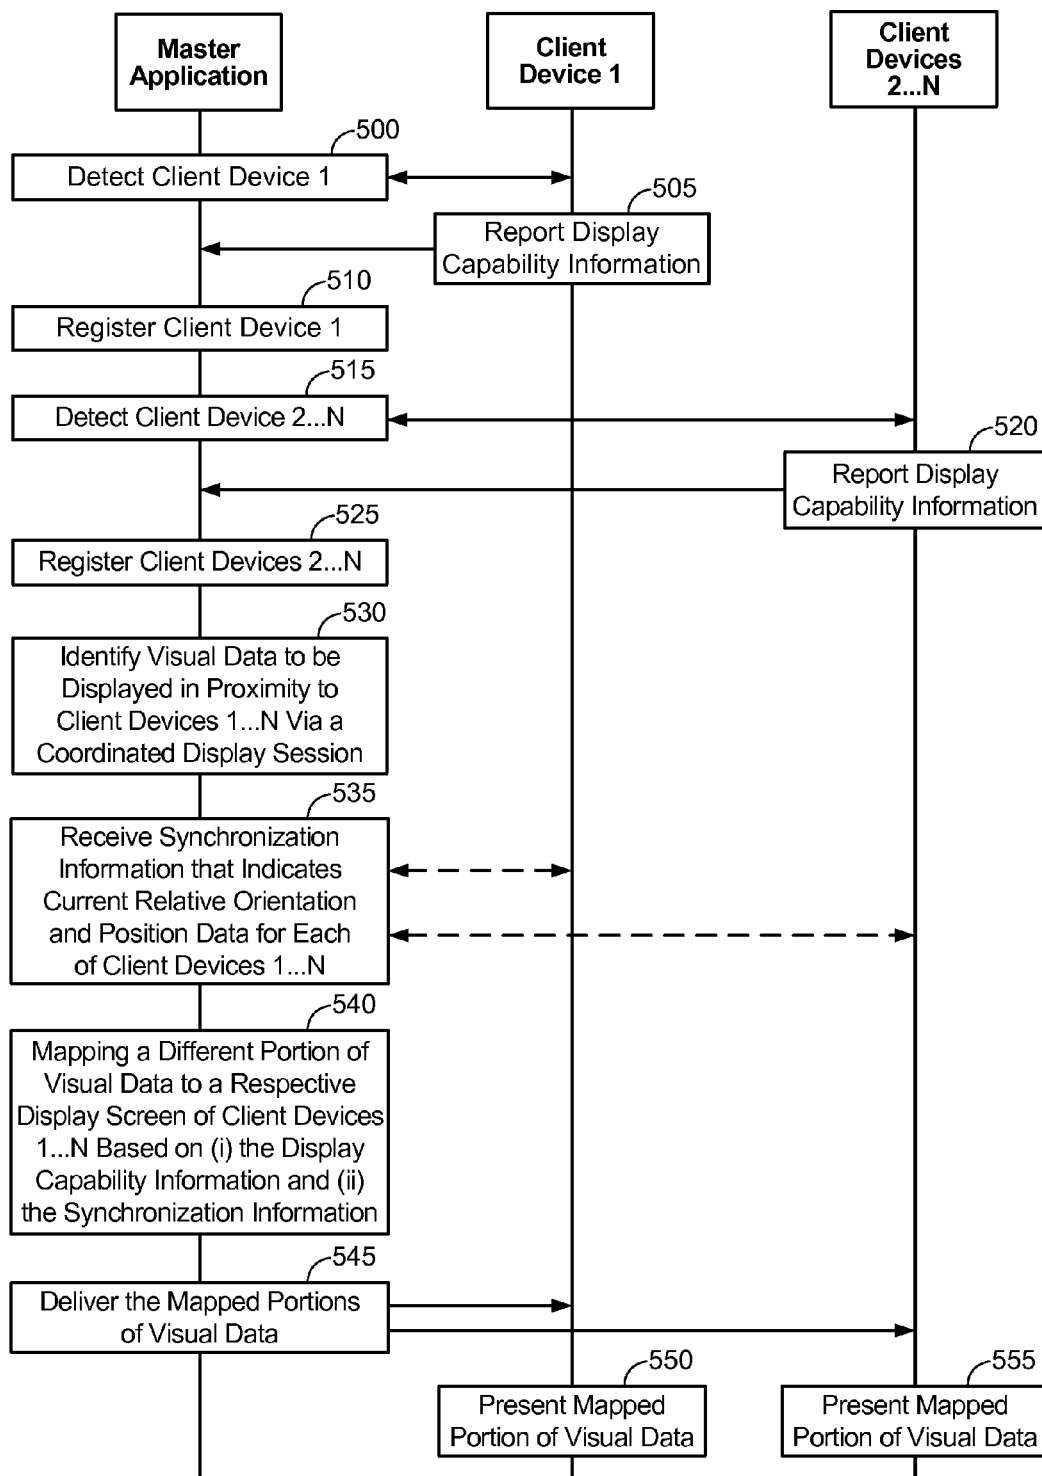 Master
Application
Client
Device 1
Client
Devices
2...N
500
Detect Client Device 1
505
Report Display
Capability Information
510
Register Client Device 1
515
Detect Client Device 2...N
520
Report Display
Capability Information
525
Register Client Devices 2...N
530
Identify Visual Data to be
Displayed in Proximity to
Client Devices 1...N Via a
Coordinated Display Session
535
Receive Synchronization
Information that Indicates
Current Relative Orientation
and Position Data for Each
of Client Devices 1...N
540
Mapping a Different Portion of
Visual Data to a Respective
Display Screen of Client Devices
1...N Based on (i) the Display
Capability Information and (ii)
the Synchronization Information
545
Deliver the Mapped Portions
of Visual Data
550
Present Mapped
Portion of Visual Data
555
Present Mapped
Portion of Visual Data